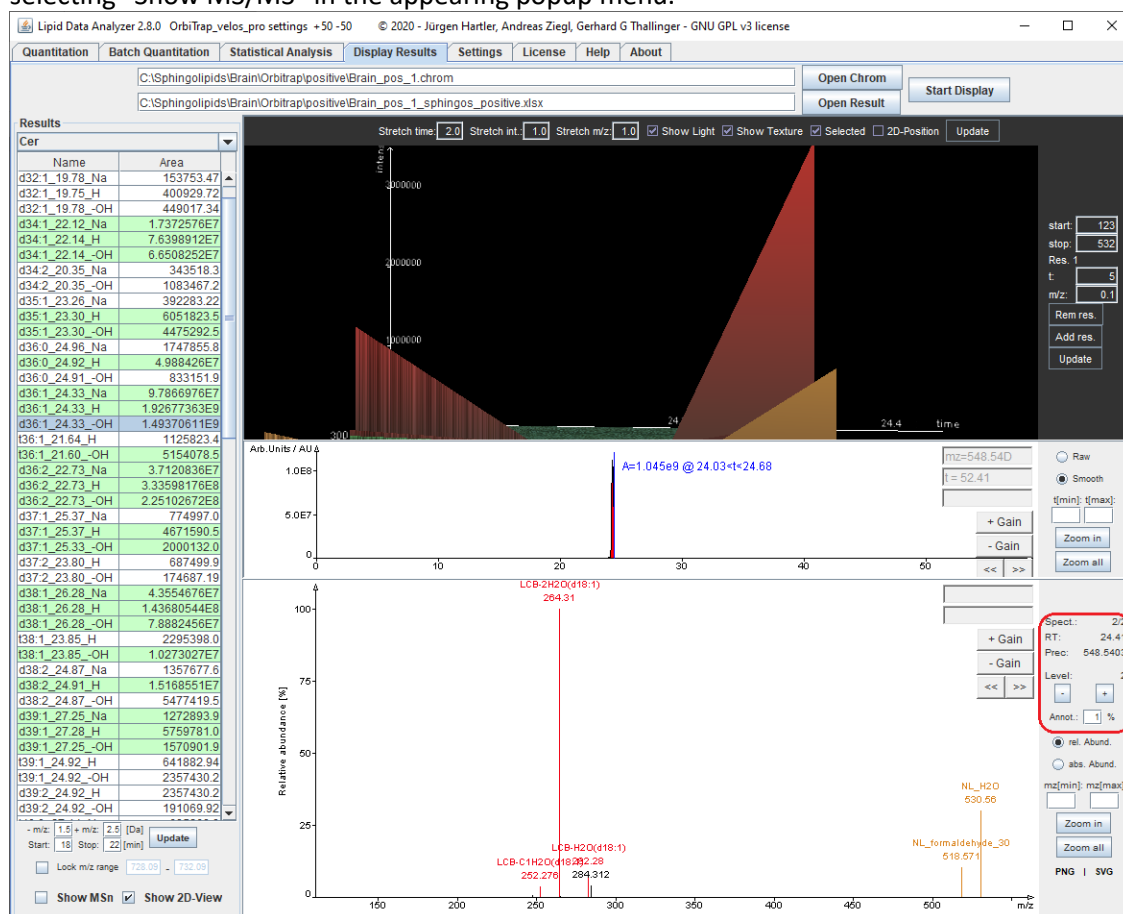 selecting "Show MS/MS" in the appearing popup menu.
Lipid Data Analyzer 2.8.0 OrbiTrap_velos_pro settings +50 -50 © 2020 - Jürgen Hartler, Andreas Ziegl, Gerhard G Thallinger - GNU GPL v3 license
Quantitation Batch Quantitation Statistical Analysis Display Results Settings License Help About
C:\Sphingolipids\Brain\Orbitrap\positive\Brain_pos_1.chrom Open Chrom
C:\Sphingolipids\Brain\Orbitrap\positive\Brain_pos_1_sphingos_positive.xlsx Open Result
Start Display
Results
Cer
Name Area
d32:1_19.78_Na 153753.47
d32:1_19.75_H 400929.72
d32:1_19.78_-OH 449017.34
d34:1_22.12_Na 1.7372576E7
d34:1_22.14_H 7.6398912E7
d34:1_22.14_-OH 6.6508252E7
d34:2_20.35_Na 343518.3
d34:2_20.35_-OH 1083467.2
d35:1_23.26_Na 392283.22
d35:1_23.30_H 6051823.5
d35:1_23.30_-OH 4475292.5
d36:0_24.96_Na 1747855.8
d36:0_24.92_H 4.988426E7
d36:0_24.91_-OH 833151.9
d36:1_24.33_Na 9.7866976E7
d36:1_24.33_H 1.92677363E9
d36:1_24.33_-OH 1.49370611E9
t36:1_21.64_H 1125823.4
t36:1_21.60_-OH 5154078.5
d36:2_22.73_Na 3.7120836E7
d36:2_22.73_H 3.33598176E8
d36:2_22.73_-OH 2.25102672E8
d37:1_25.37_Na 774997.0
d37:1_25.37_H 4671590.5
d37:1_25.33_-OH 2000132.0
d37:2_23.80_H 687499.9
d37:2_23.80_-OH 174687.19
d38:1_26.28_Na 4.3554676E7
d38:1_26.28_H 1.43680544E8
d38:1_26.28_-OH 7.8882456E7
t38:1_23.85_H 2295398.0
t38:1_23.85_-OH 1.0273027E7
d38:2_24.87_Na 1357677.6
d38:2_24.91_H 1.5168551E7
d38:2_24.87_-OH 5477419.5
d39:1_27.25_Na 1272893.9
d39:1_27.28_H 5759781.0
d39:1_27.25_-OH 1570901.9
t39:1_24.92_H 641882.94
t39:1_24.92_-OH 2357430.2
d39:2_24.92_H 2357430.2
d39:2_24.92_-OH 191069.92
- m/z: 1.5 + m/z: 2.5 [Da]
Start: 18 Stop: 22 [min] Update
Lock m/z range 728.09 - 732.09
Show MSn Show 2D-View
Stretch time: 2.0 Stretch int.: 1.0 Stretch m/z: 1.0 Show Light Show Texture Selected 2D-Position Update
3000000
2000000
1000000
300 24 24.4 time
start: 123
stop: 532
Res. 1
t: 5
m/z: 0.1
Rem res.
Add res.
Update
Arb.Units / AU
1.0E8
5.0E7
0
A=1.045e9 @ 24.03<t<24.68
0 10 20 30 40 50
mz=548.54D
t = 52.41
+ Gain
- Gain
<< >>
Raw
Smooth
t[min]: t[max]:
Zoom in
Zoom all
Relative abundance [%]
100
75
50
25
0
LCB-2H2O(d18:1)
264.31
NL_H2O
530.56
NL_formaldehyde_30
518.571
LCB-H2O(d18:1)
282.28
252.276
284.312
150 200 250 300 350 400 450 500 m/z
+ Gain
- Gain
<< >>
Spect.: 2/2
RT: 24.41
Prec: 548.5403
Level: 2
- +
Annot.: 1 %
rel. Abund.
abs. Abund.
mz[min]: mz[max]
Zoom in
Zoom all
PNG | SVG